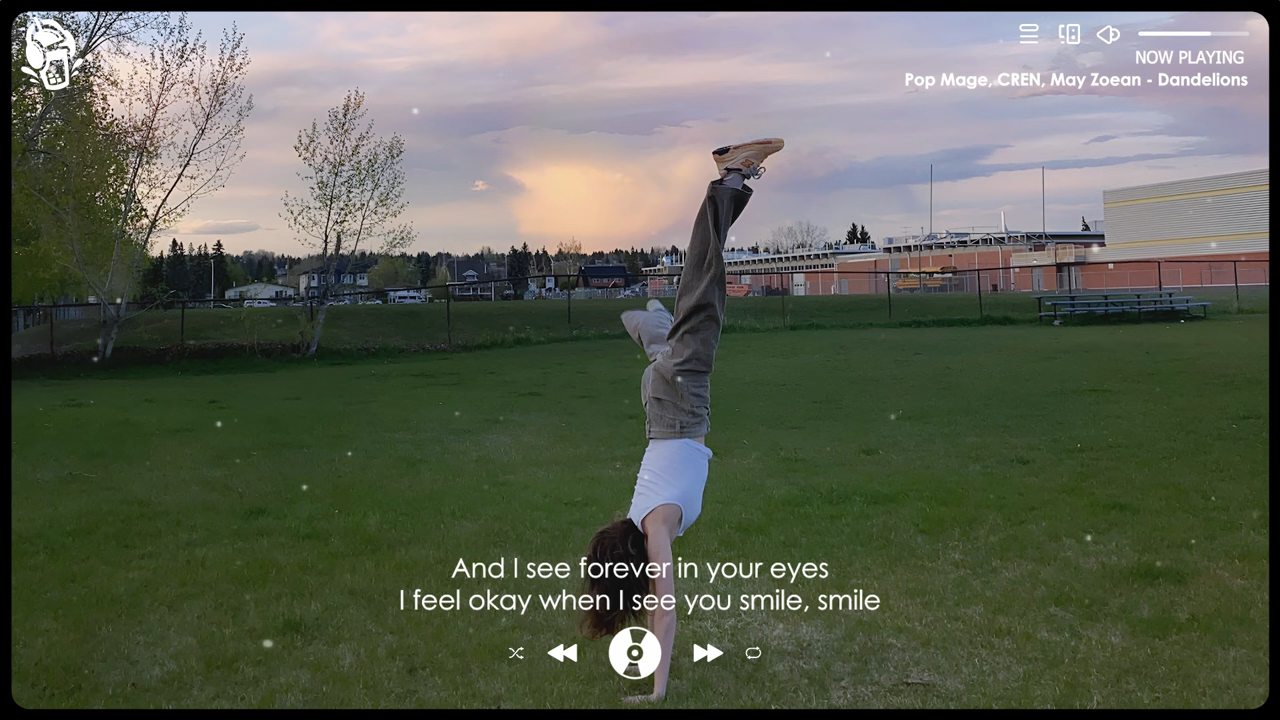 NOW PLAYING
Pop Mage, CREN, May Zoean - Dandelions
And I see forever in your eyes
I feel okay when I see you smile, smile